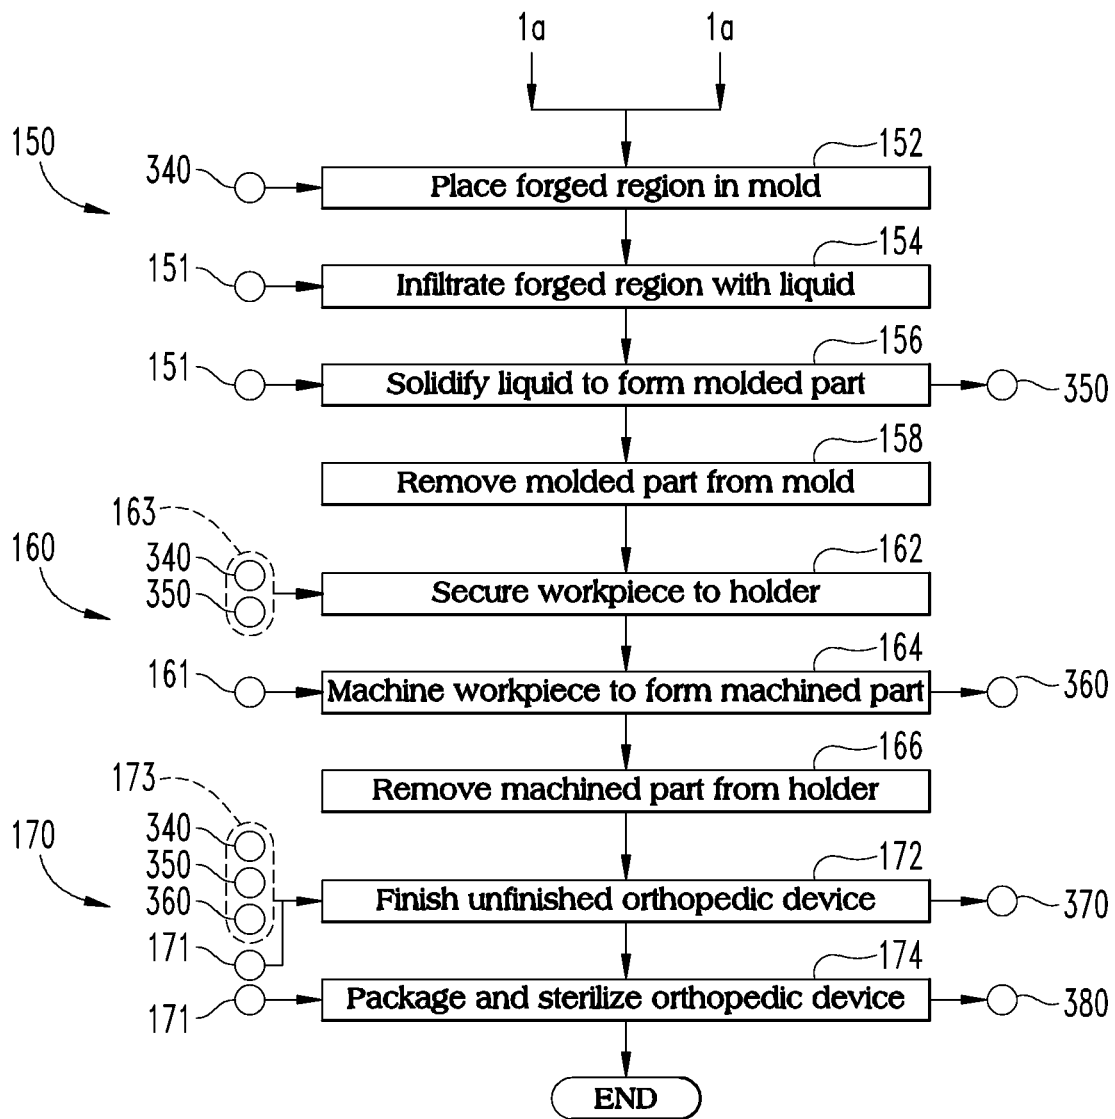 1a 1a
150
152
340 Place forged region in mold
154
151 Infiltrate forged region with liquid
156
151 Solidify liquid to form molded part 350
158
Remove molded part from mold
163
160 340 162
350 Secure workpiece to holder
164
161 Machine workpiece to form machined part 360
166
173 Remove machined part from holder
170 340
350 172
360 Finish unfinished orthopedic device 370
171 174
171 Package and sterilize orthopedic device 380
END